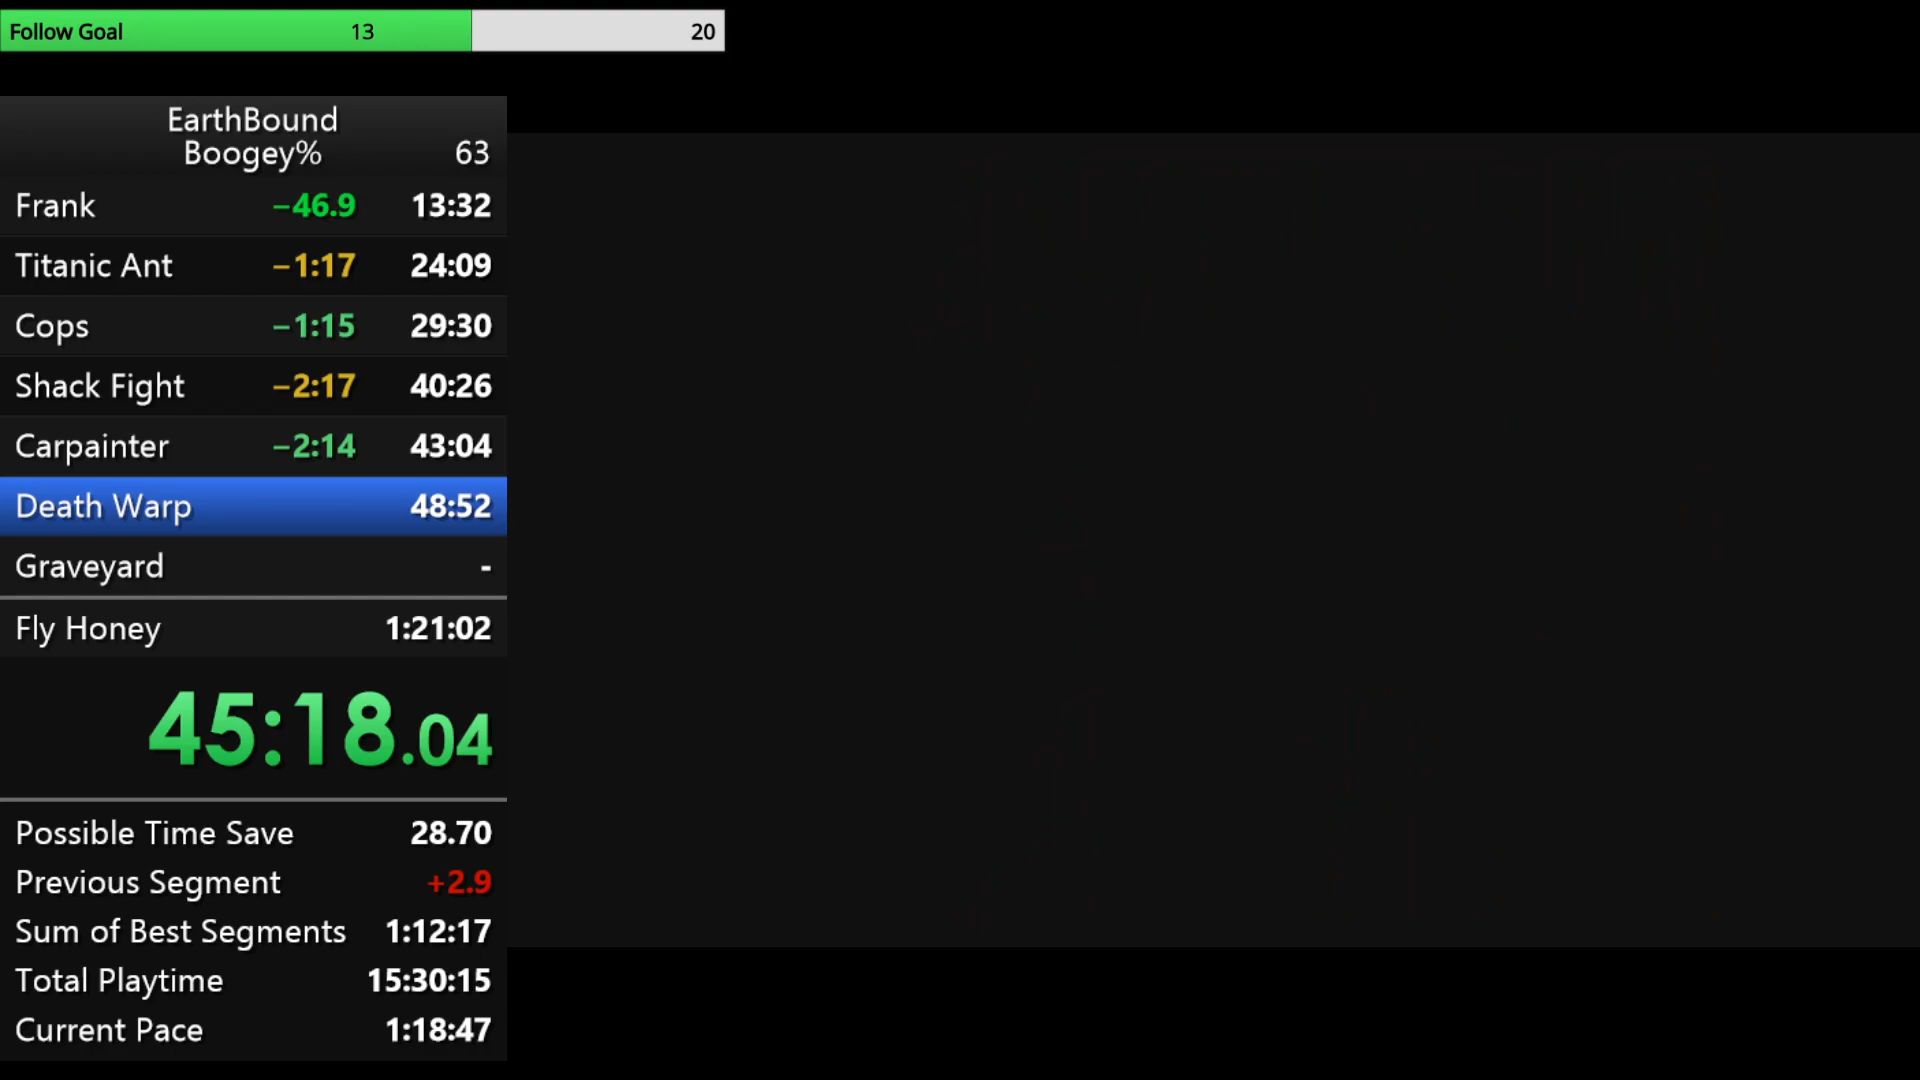 Follow Goal 13 20
EarthBound
Boogey% 63
Frank −46.9 13:32
Titanic Ant −1:17 24:09
Cops −1:15 29:30
Shack Fight −2:17 40:26
Carpainter −2:14 43:04
Death Warp 48:52
Graveyard -
Fly Honey 1:21:02
45:18.04
Possible Time Save 28.70
Previous Segment +2.9
Sum of Best Segments 1:12:17
Total Playtime 15:30:15
Current Pace 1:18:47